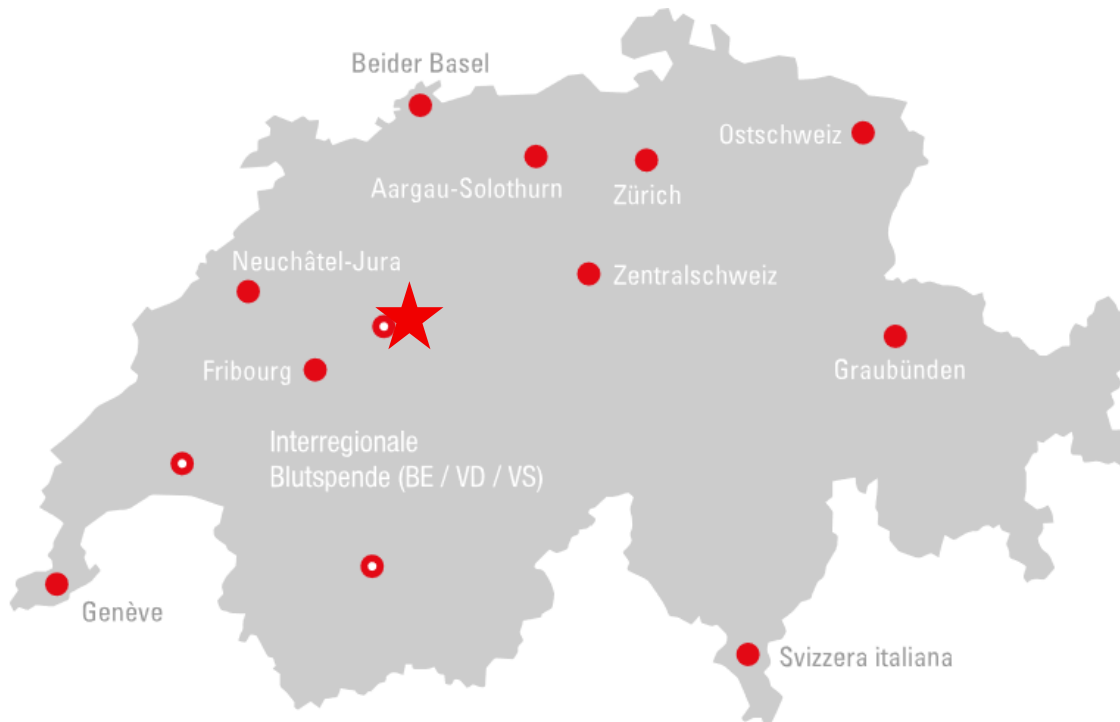 Beider Basel
Ostschweiz
Aargau-Solothurn
Zürich
Neuchâtel-Jura
Zentralschweiz
Fribourg
Graubünden
Interregionale
Blutspende (BE / VD / VS)
Genève
Svizzera italiana